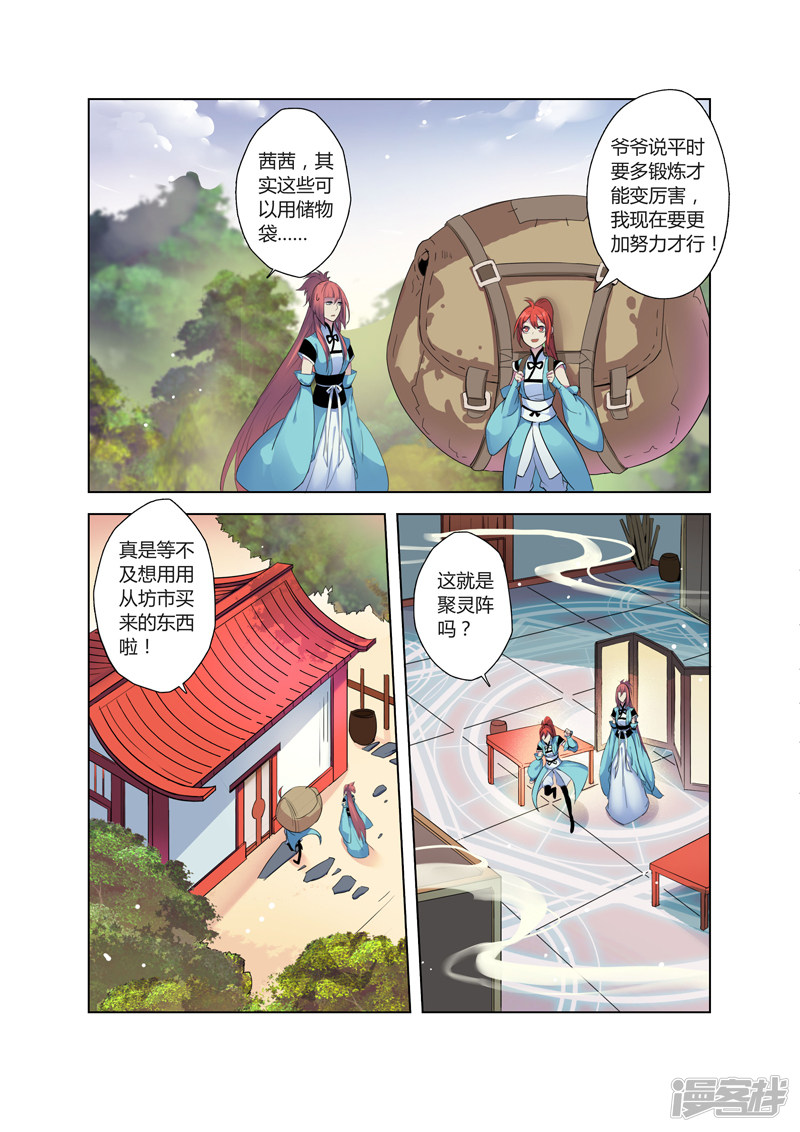 茜茜，其
实这些可
以用储物
袋……
爷爷说平时
要多锻炼才
能变厉害，
我现在要更
加努力才行！
真是等不
及想用用
从坊市买
来的东西
啦！
这就是
聚灵阵
吗？
漫客栈